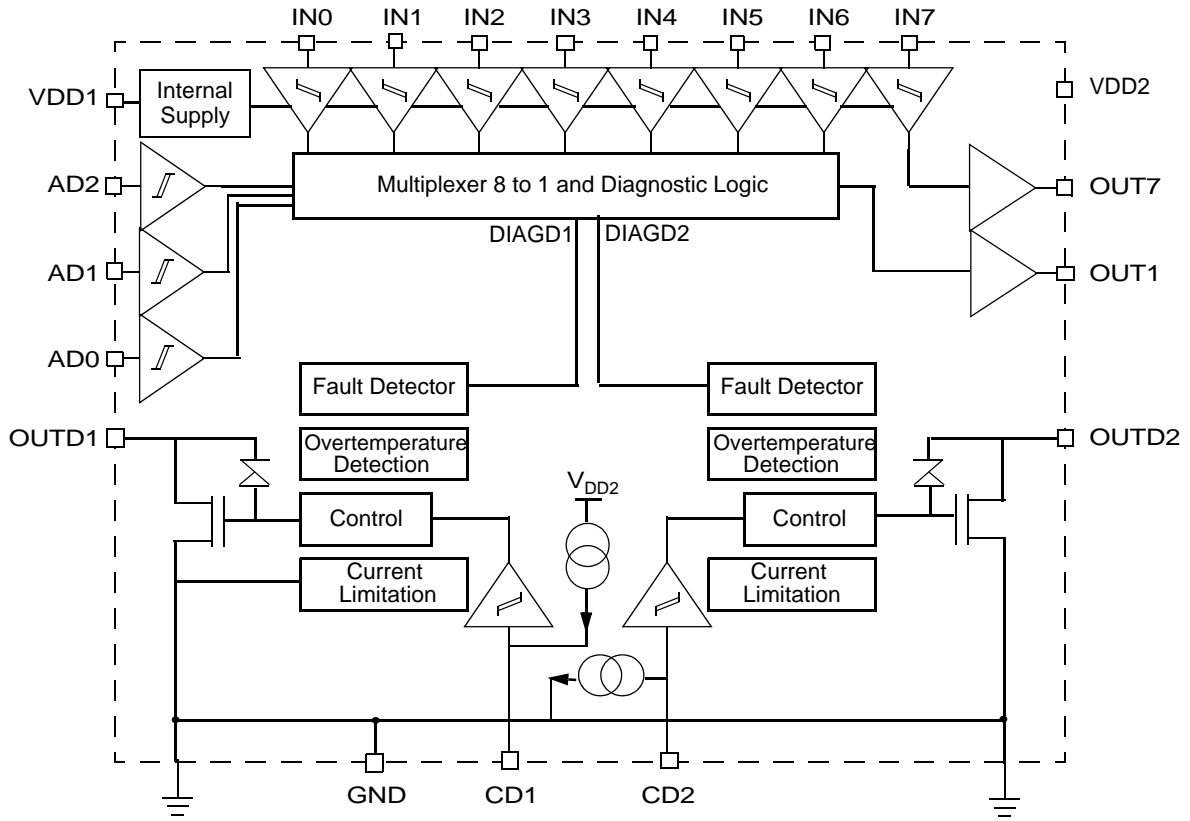 IN0 IN1 IN2 IN3 IN4 IN5 IN6 IN7
VDD1
Internal
Supply
VDD2
AD2
Multiplexer 8 to 1 and Diagnostic Logic
OUT7
DIAGD1 DIAGD2
AD1
OUT1
AD0
Fault Detector
Fault Detector
OUTD1
Overtemperature
Detection
Overtemperature
Detection
OUTD2
VDD2
Control
Control
Current
Limitation
Current
Limitation
GND CD1 CD2